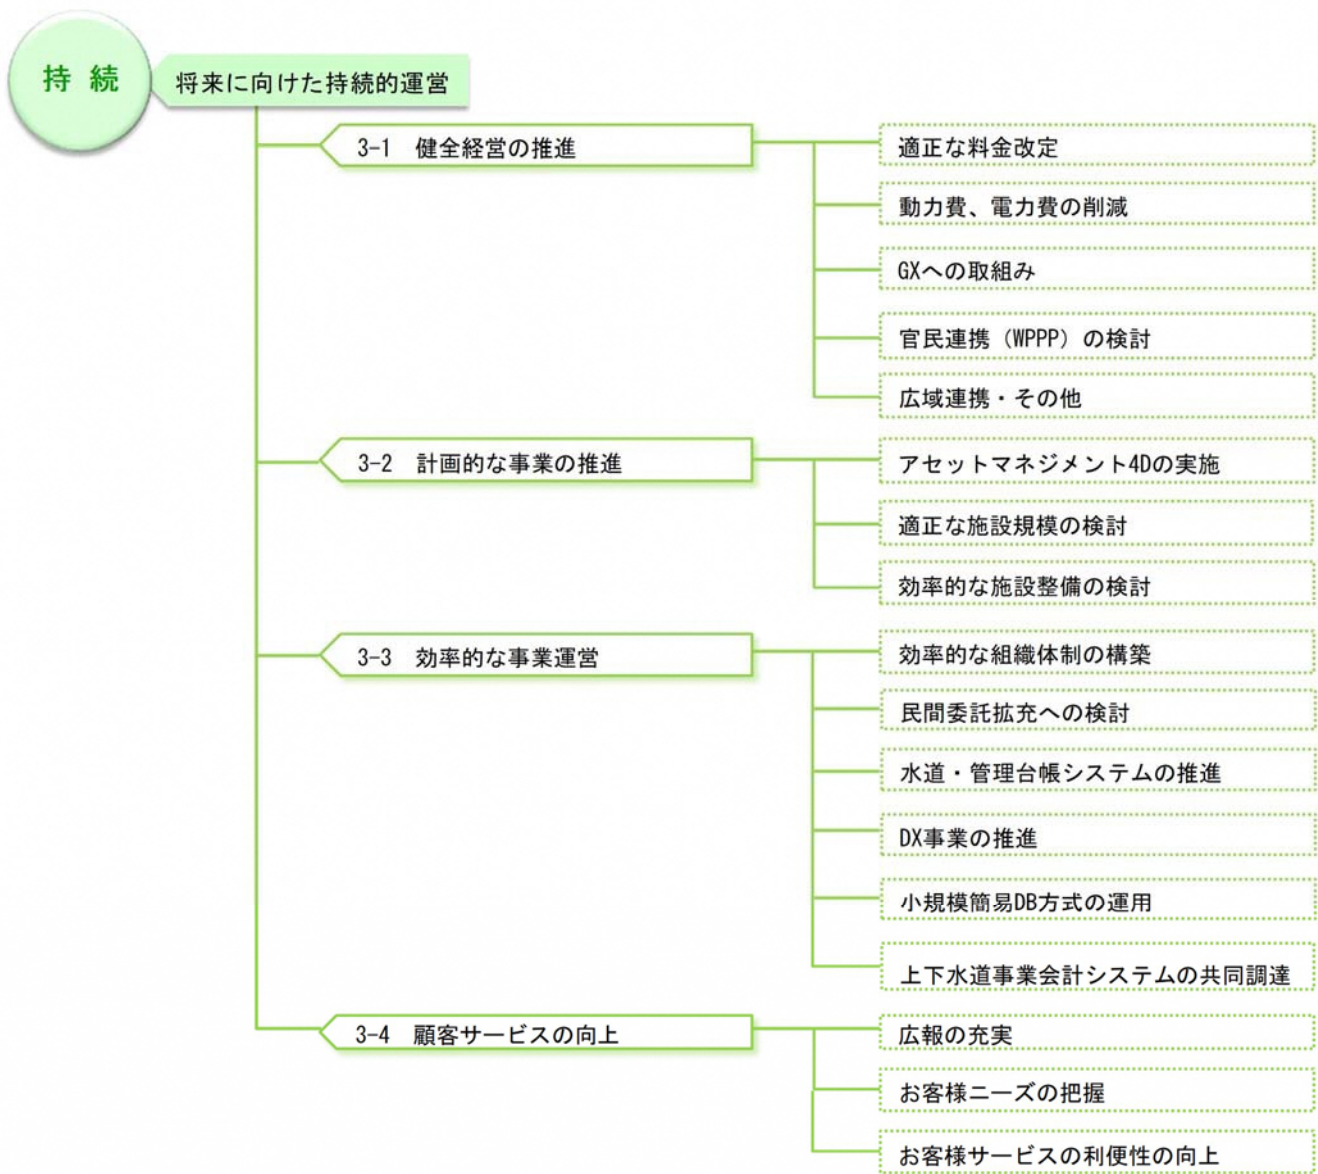 持 続
将来に向けた持続的運営
3-1 健全経営の推進
適正な料金改定
動力費、電力費の削減
GXへの取組み
官民連携（WPPP）の検討
広域連携・その他
3-2 計画的な事業の推進
アセットマネジメント4Dの実施
適正な施設規模の検討
効率的な施設整備の検討
3-3 効率的な事業運営
効率的な組織体制の構築
民間委託拡充への検討
水道・管理台帳システムの推進
DX事業の推進
小規模簡易DB方式の運用
上下水道事業会計システムの共同調達
3-4 顧客サービスの向上
広報の充実
お客様ニーズの把握
お客様サービスの利便性の向上